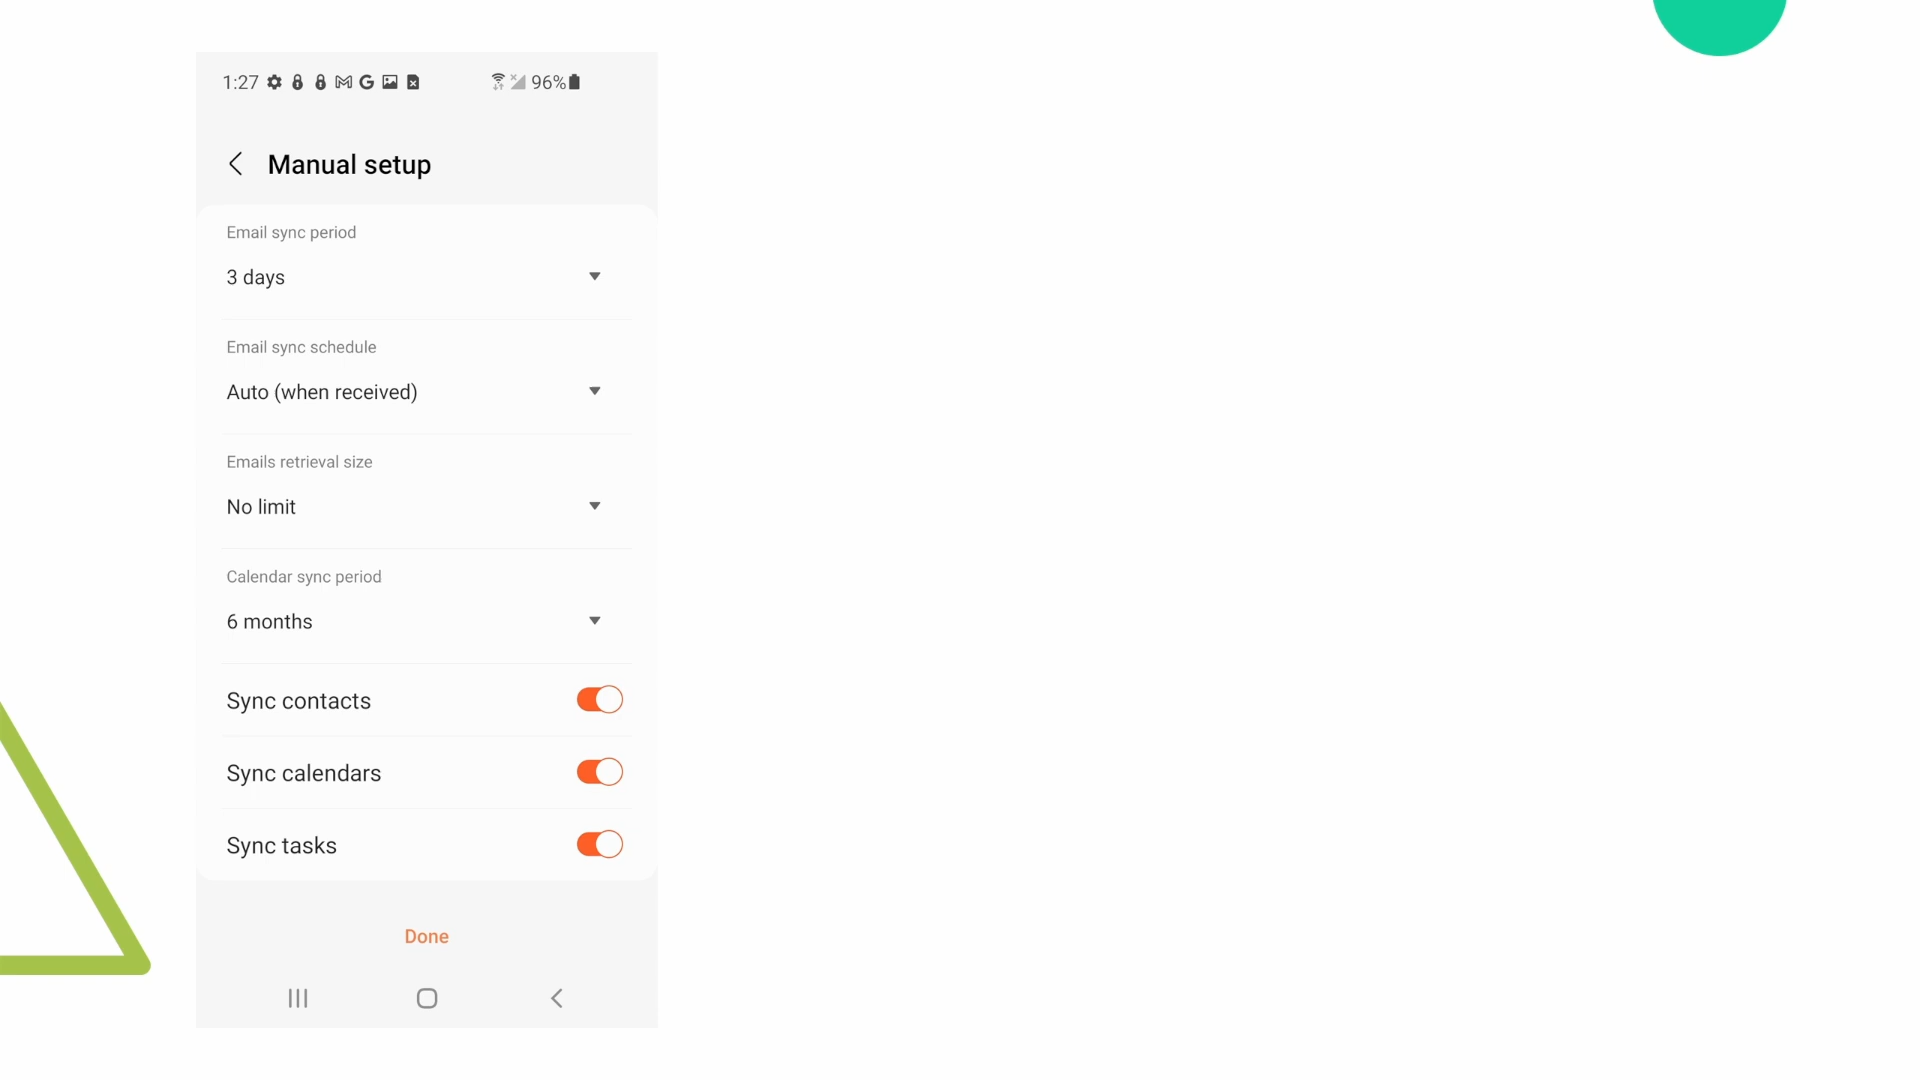 1:27 96%
Manual setup
Email sync period
3 days
Email sync schedule
Auto (when received)
Emails retrieval size
No limit
Calendar sync period
6 months
Sync contacts
Sync calendars
Sync tasks
Done